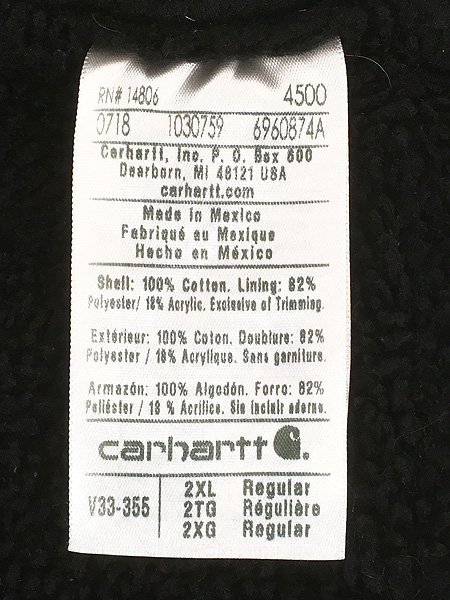 RN# 14806 4500
0718 1030759 6960874A
Carhartt, Inc. P. O. Box 600
Dearborn, MI 48121 USA
carhartt.com
Made in Mexico
Fabriqué au Mexique
Hecho en México
Shell: 100% Cotton. Lining: 82%
Polyester/ 18% Acrylic. Exclusive of Trimming.
Extérieur: 100% Coton. Doublure: 82%
Polyester / 18% Acrylique. Sans garniture.
Armazón: 100% Algodón. Forro: 82%
Poliéster / 18 % Acrilico. Sin incluir adorno.
carhartt
V33-355 2XL Regular
2TG Régulière
2XG Regular